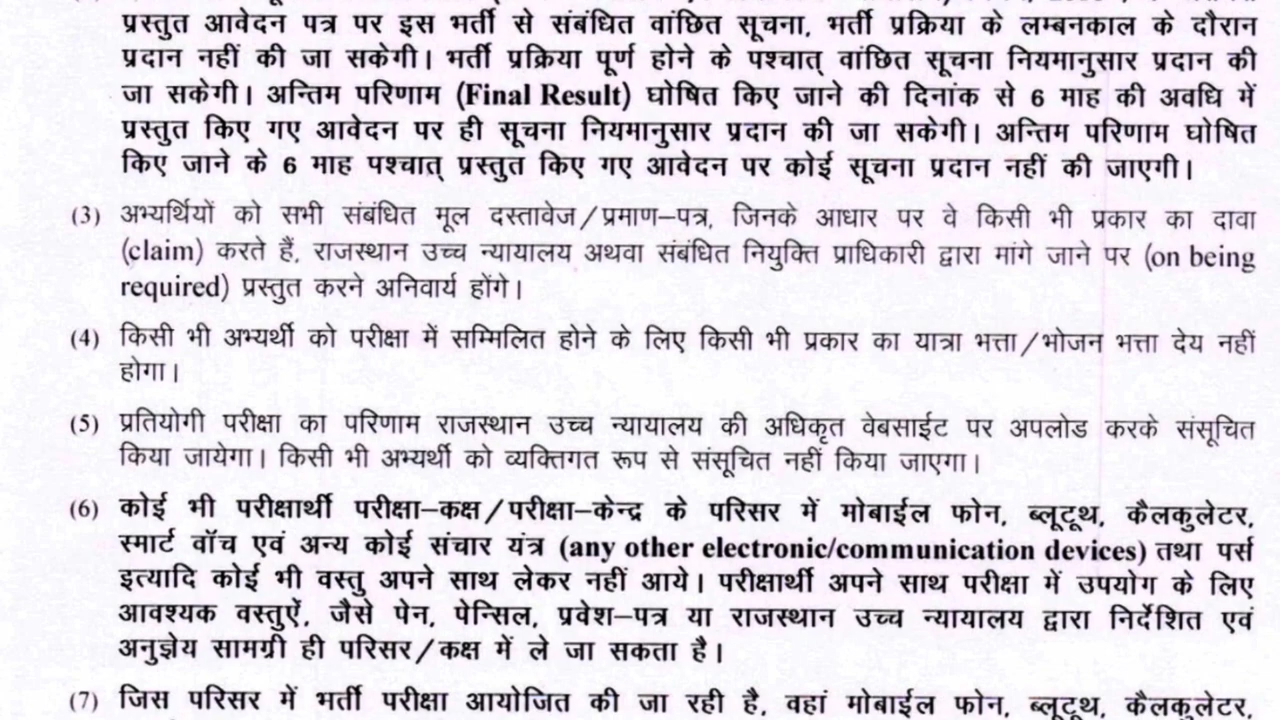 प्रस्तुत आवेदन पत्र पर इस भर्ती से संबंधित वांछित सूचना, भर्ती प्रक्रिया के लम्बनकाल के दौरान
प्रदान नहीं की जा सकेगी। भर्ती प्रक्रिया पूर्ण होने के पश्चात् वांछित सूचना नियमानुसार प्रदान की
जा सकेगी। अन्तिम परिणाम (Final Result) घोषित किए जाने की दिनांक से 6 माह की अवधि में
प्रस्तुत किए गए आवेदन पर ही सूचना नियमानुसार प्रदान की जा सकेगी। अन्तिम परिणाम घोषित
किए जाने के 6 माह पश्चात् प्रस्तुत किए गए आवेदन पर कोई सूचना प्रदान नहीं की जाएगी।
(3) अभ्यर्थियों को सभी संबंधित मूल दस्तावेज/प्रमाण–पत्र, जिनके आधार पर वे किसी भी प्रकार का दावा
(claim) करते हैं, राजस्थान उच्च न्यायालय अथवा संबंधित नियुक्ति प्राधिकारी द्वारा मांगे जाने पर (on being
required) प्रस्तुत करने अनिवार्य होंगे।
(4) किसी भी अभ्यर्थी को परीक्षा में सम्मिलित होने के लिए किसी भी प्रकार का यात्रा भत्ता/भोजन भत्ता देय नहीं
होगा।
(5) प्रतियोगी परीक्षा का परिणाम राजस्थान उच्च न्यायालय की अधिकृत वेबसाईट पर अपलोड करके संसूचित
किया जायेगा। किसी भी अभ्यर्थी को व्यक्तिगत रूप से संसूचित नहीं किया जाएगा।
(6) कोई भी परीक्षार्थी परीक्षा–कक्ष/परीक्षा–केन्द्र के परिसर में मोबाईल फोन, ब्लूटूथ, कैलकुलेटर,
स्मार्ट वॉच एवं अन्य कोई संचार यंत्र (any other electronic/communication devices) तथा पर्स
इत्यादि कोई भी वस्तु अपने साथ लेकर नहीं आये। परीक्षार्थी अपने साथ परीक्षा में उपयोग के लिए
आवश्यक वस्तुऐं, जैसे पेन, पेन्सिल, प्रवेश–पत्र या राजस्थान उच्च न्यायालय द्वारा निर्देशित एवं
अनुज्ञेय सामग्री ही परिसर/कक्ष में ले जा सकता है।
(7) जिस परिसर में भर्ती परीक्षा आयोजित की जा रही है, वहां मोबाईल फोन, ब्लूटूथ, कैलकुलेटर,